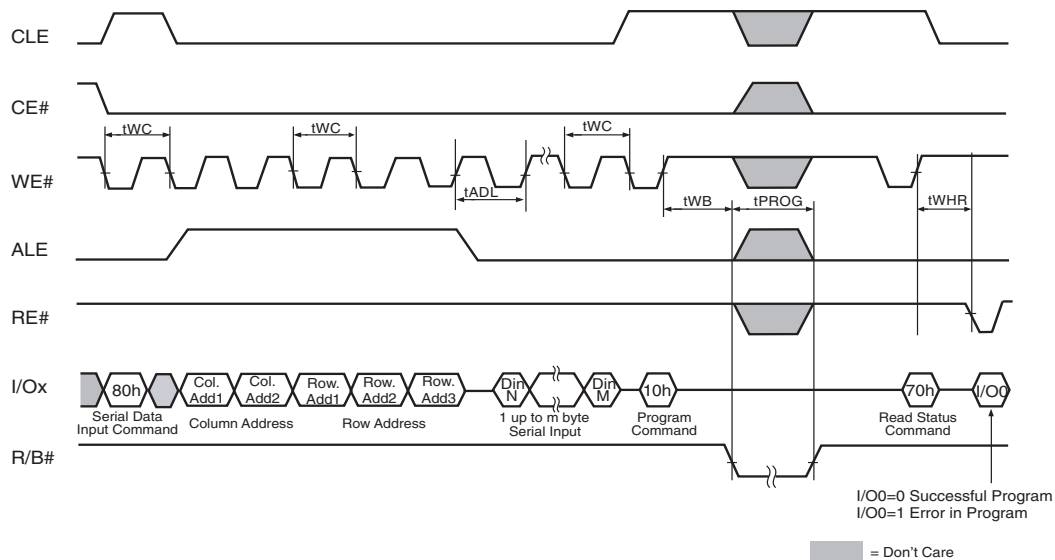 CLE
CE#
tWC tWC tWC
WE#
tADL
tWB tPROG tWHR
ALE
RE#
I/Ox
80h
Col. Add1
Col. Add2
Row. Add1
Row. Add2
Row. Add3
Din N
Din M
10h
70h
I/O0
Serial Data
Input Command
Column Address
Row Address
1 up to m byte
Serial Input
Program
Command
Read Status
Command
R/B#
I/O0=0 Successful Program
I/O0=1 Error in Program
= Don't Care